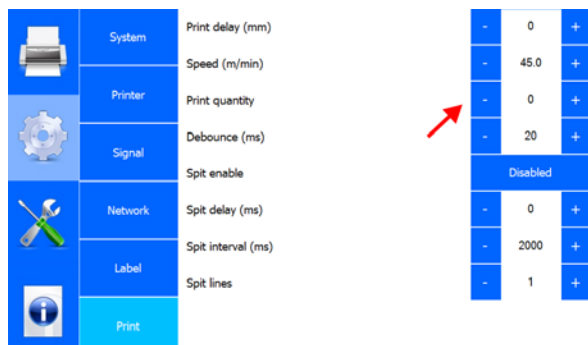 System
Printer
Signal
Network
Label
Print
Print delay (mm) - 0 +
Speed (m/min) - 45.0 +
Print quantity - 0 +
Debounce (ms) - 20 +
Spit enable Disabled
Spit delay (ms) - 0 +
Spit interval (ms) - 2000 +
Spit lines - 1 +